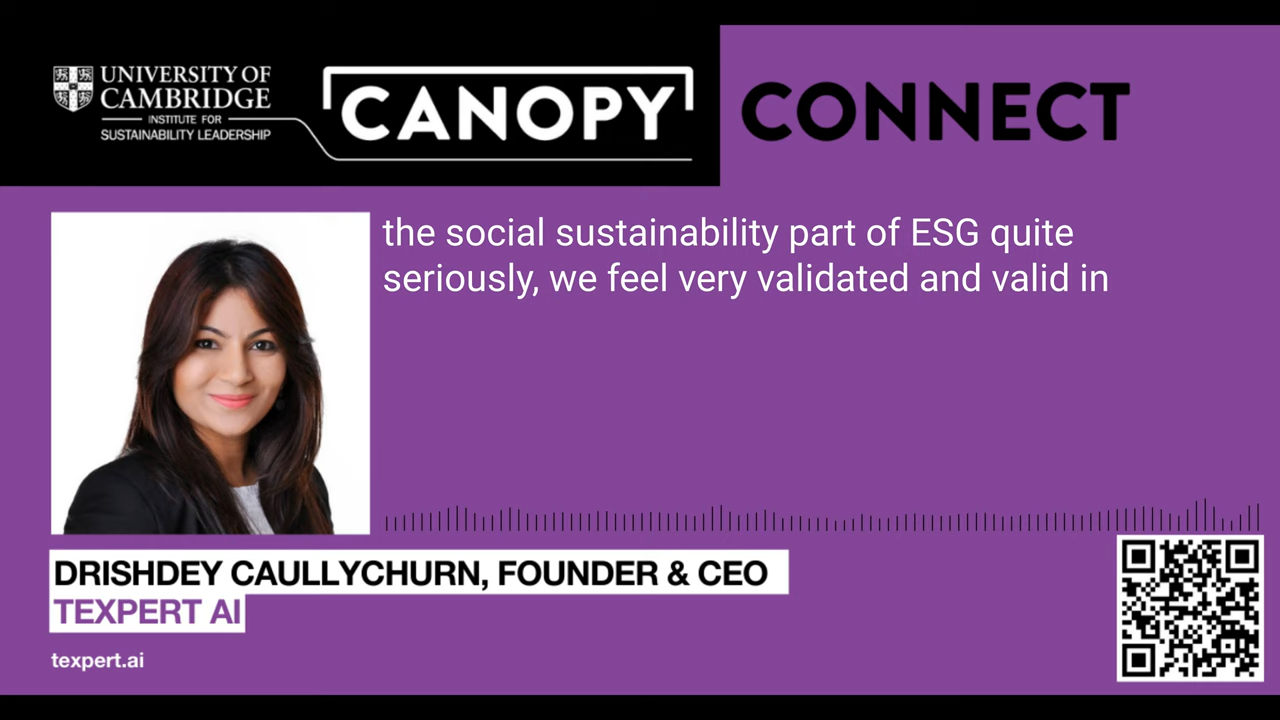 UNIVERSITY OF
CAMBRIDGE
INSTITUTE FOR
SUSTAINABILITY LEADERSHIP
CANOPY
CONNECT
the social sustainability part of ESG quite
seriously, we feel very validated and valid in
DRISHDEY CAULLYCHURN, FOUNDER & CEO
TEXPERT AI
texpert.ai